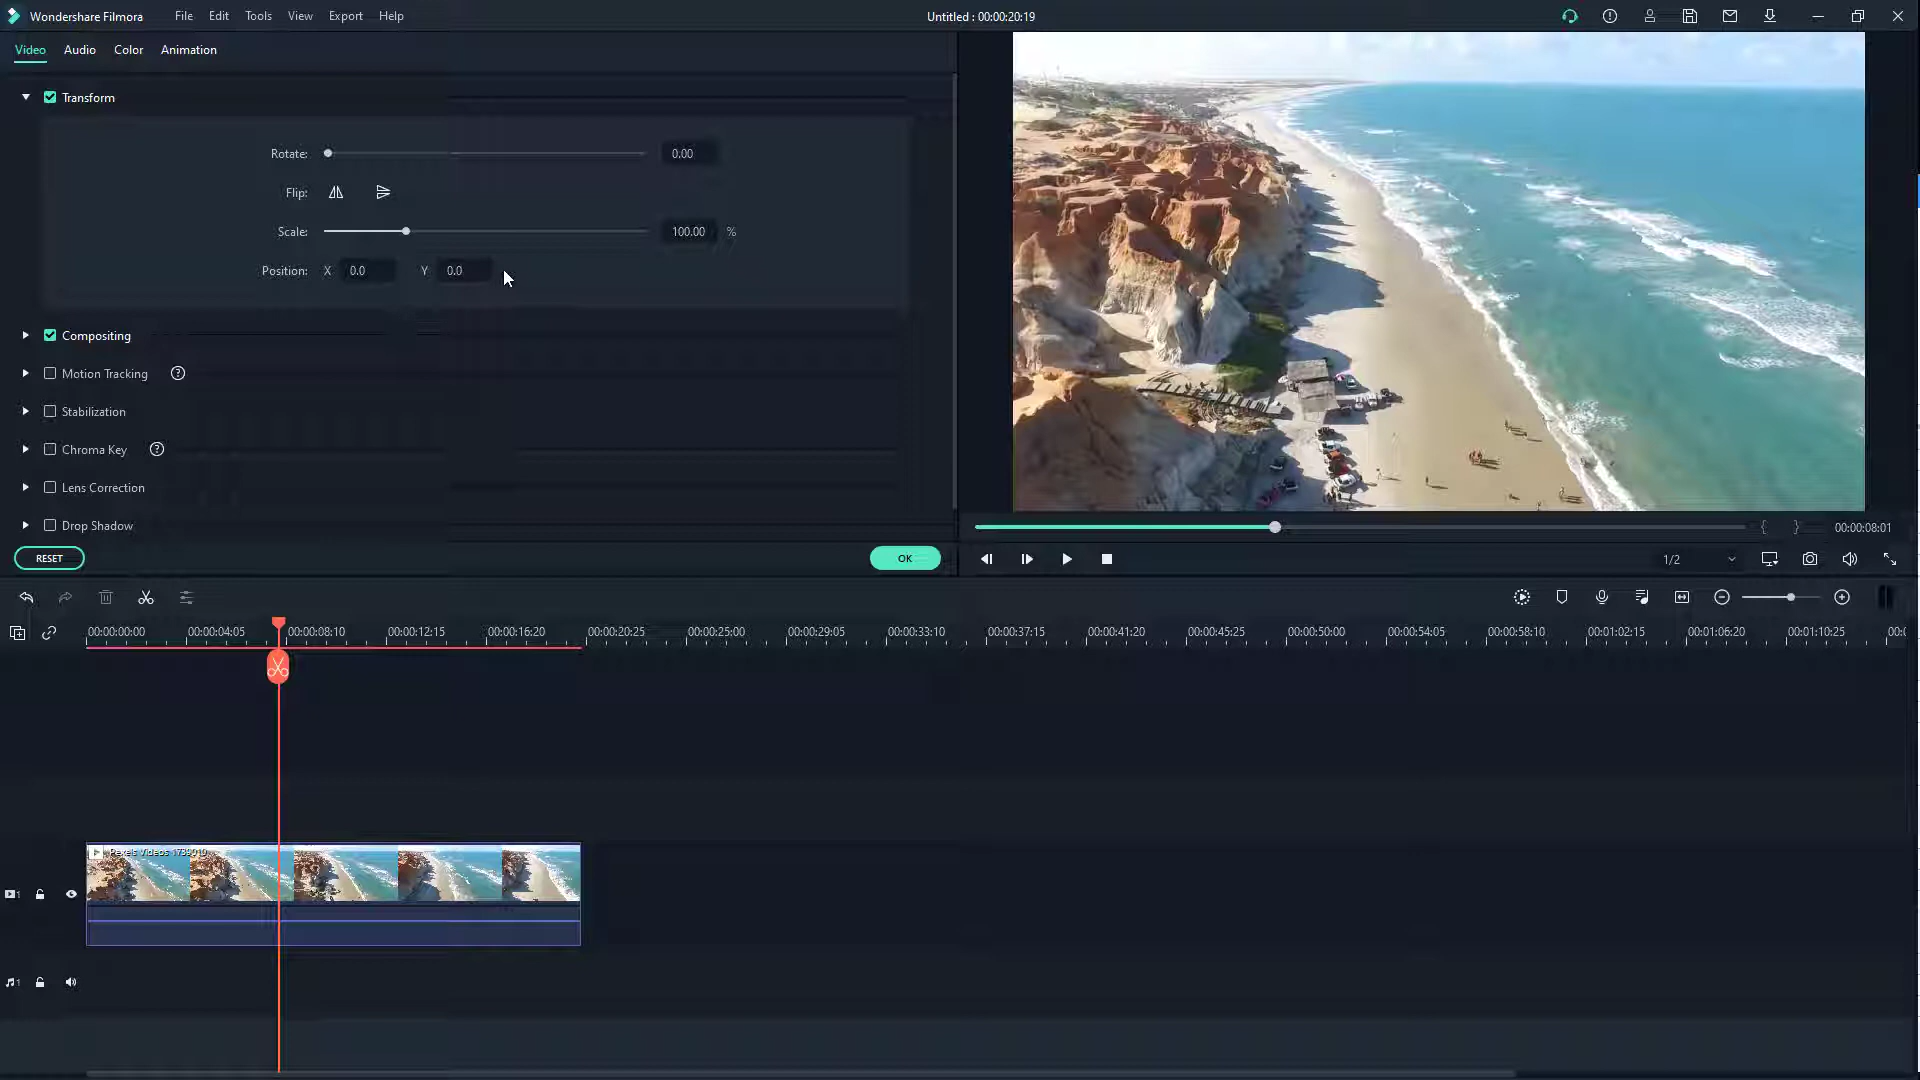 Wondershare Filmora File Edit Tools View Export Help Untitled : 00:00:20:19
Video Audio Color Animation
Transform
Rotate: 0.00
Flip:
Scale: 100.00 %
Position: X 0.0 Y 0.0
Compositing
Motion Tracking ?
Stabilization
Chroma Key ?
Lens Correction
Drop Shadow
{ } 00:00:08:01
RESET OK
1/2
00:00:00:00 00:00:04:05 00:00:08:10 00:00:12:15 00:00:16:20 00:00:20:25 00:00:25:00 00:00:29:05 00:00:33:10 00:00:37:15 00:00:41:20 00:00:45:25 00:00:50:00 00:00:54:05 00:00:58:10 00:01:02:15 00:01:06:20 00:01:10:25
Pexels Videos
1
1